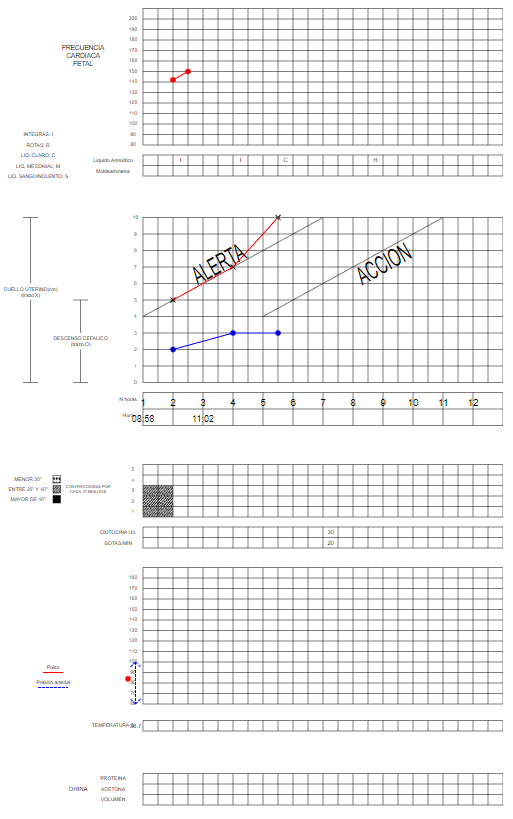 FRECUENCIA
CARDIACA
FETAL
200
190
180
170
160
150
140
130
120
110
100
90
80
INTEGRAS: I
ROTAS: R
LIQ. CLARO: C
LIQ. MECONIAL: M
LIQ. SANGUINOLENTO: S
Líquido Amniótico I I C R
Moldeamientos
10
9
8
7
6
5
4
3
2
1
0
ALERTA
ACCION
CUELLO UTERINO(cm)
(trazo X)
DESCENSO CEFALICO
(trazo O)
N horas 1 2 3 4 5 6 7 8 9 10 11 12
Hora 08:58 11:02
5
4
3
2
1
MENOR 20''
ENTRE 20'' Y 40''
MAYOR DE 40''
CONTRACCIONES POR
CADA 10 MINUTOS
OXITOCINA U/L 30
GOTAS/MIN 20
180
170
160
150
140
130
120
110
100
90
80
70
60
Pulso
Presión arterial
TEMPERATURA
PROTEINA
ORINA ACETONA
VOLUMEN